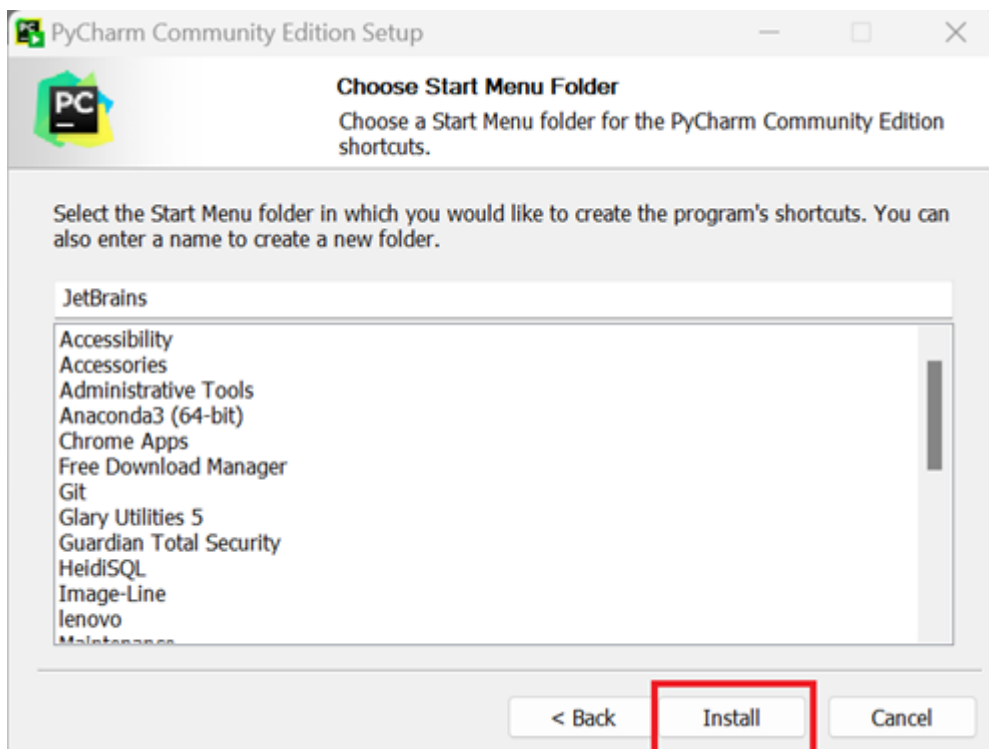 PyCharm Community Edition Setup
PC
Choose Start Menu Folder
Choose a Start Menu folder for the PyCharm Community Edition
shortcuts.
Select the Start Menu folder in which you would like to create the program's shortcuts. You can
also enter a name to create a new folder.
JetBrains
Accessibility
Accessories
Administrative Tools
Anaconda3 (64-bit)
Chrome Apps
Free Download Manager
Git
Glary Utilities 5
Guardian Total Security
HeidiSQL
Image-Line
lenovo
Maintenance
< Back
Install
Cancel